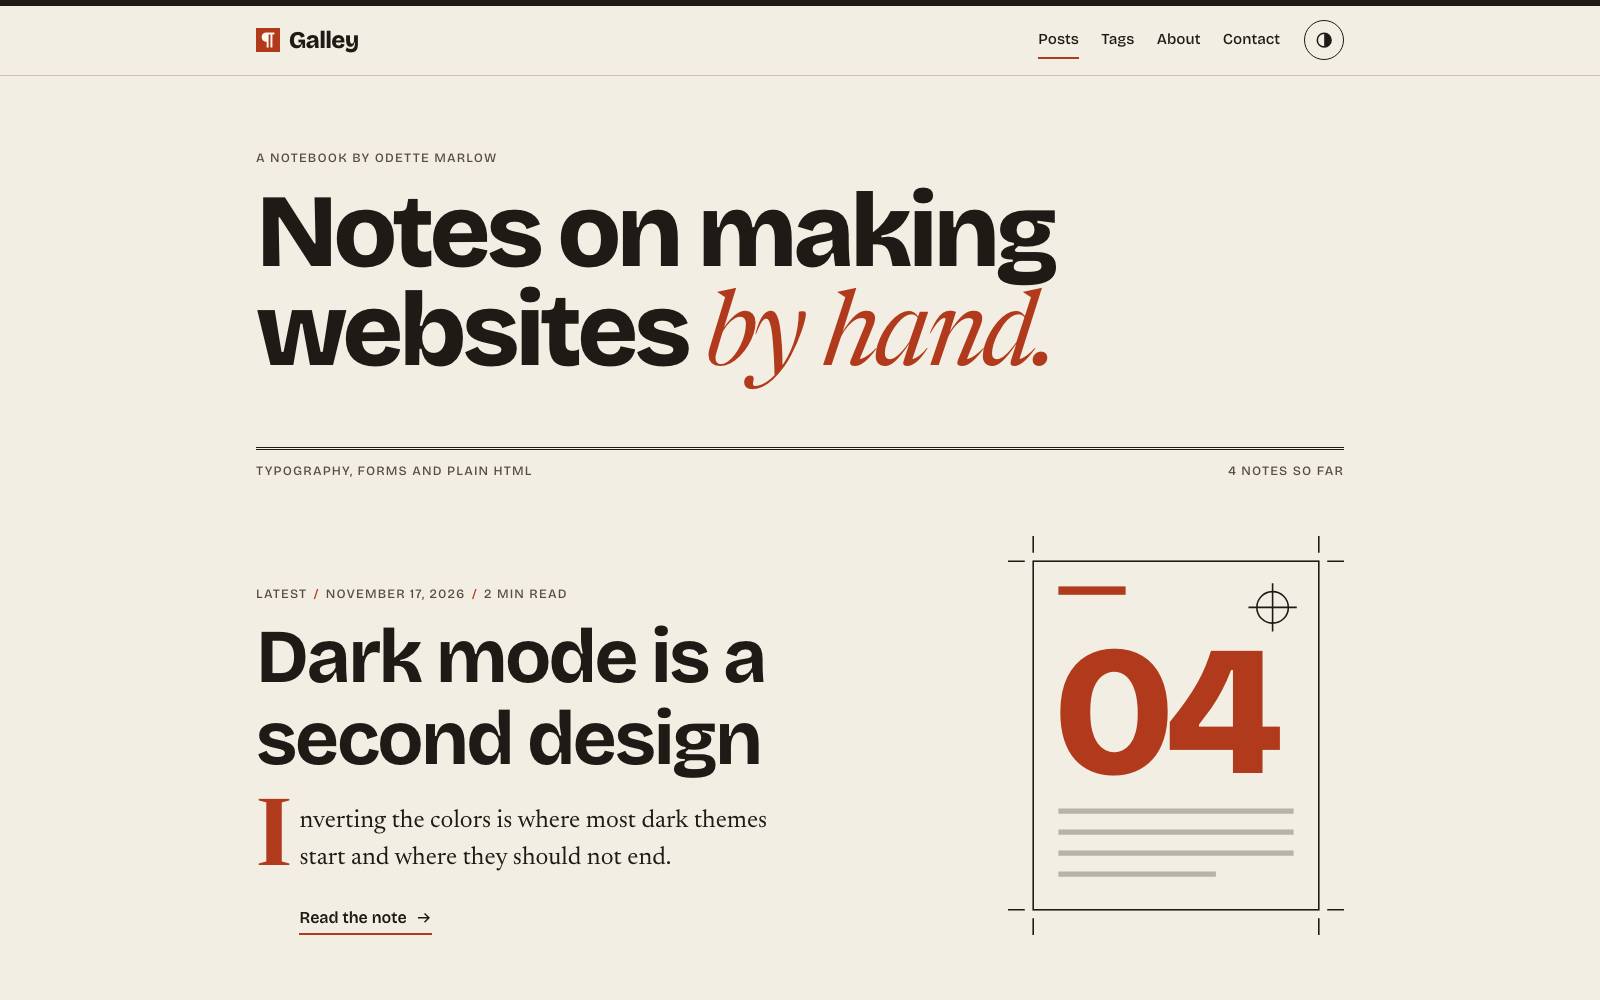 ¶ Galley
Posts Tags About Contact
A NOTEBOOK BY ODETTE MARLOW
Notes on making
websites by hand.
TYPOGRAPHY, FORMS AND PLAIN HTML
4 NOTES SO FAR
LATEST / NOVEMBER 17, 2026 / 2 MIN READ
Dark mode is a
second design
Inverting the colors is where most dark themes
start and where they should not end.
Read the note →
04